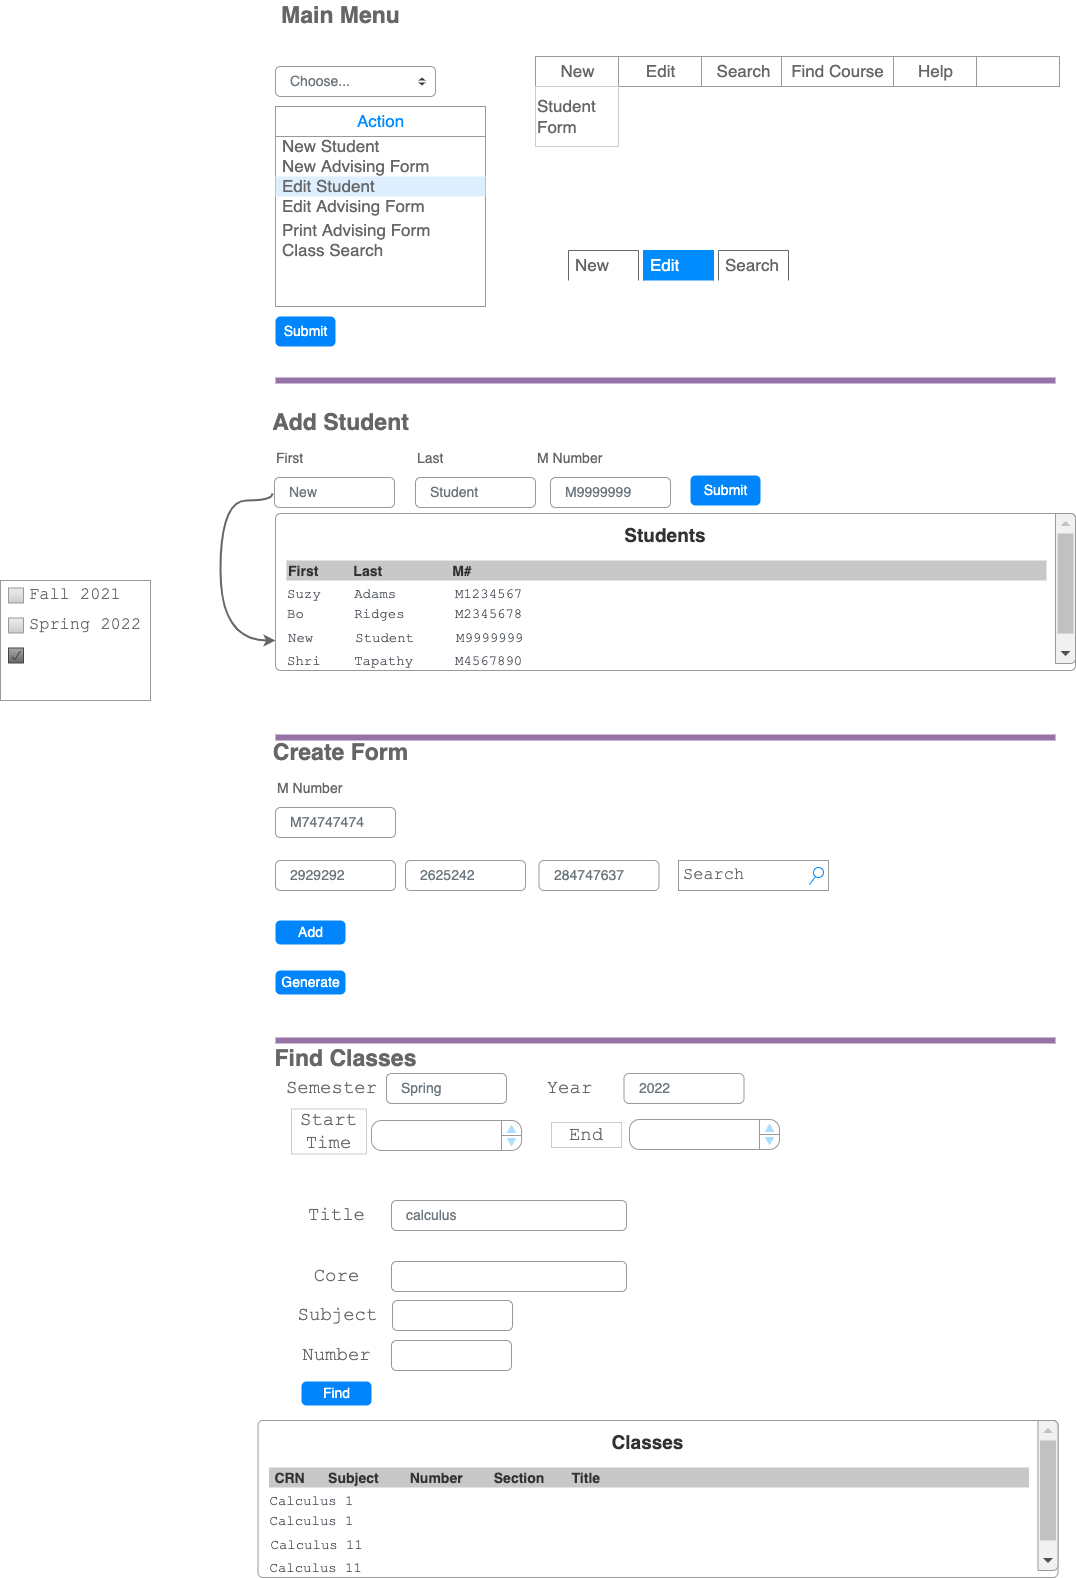 Main Menu
Choose...
Action
New Student
New Advising Form
Edit Student
Edit Advising Form
Print Advising Form
Class Search
Submit
New Edit Search Find Course Help
Student
Form
New Edit Search
Add Student
First Last M Number
New Student M9999999 Submit
Students
First Last M#
Suzy Adams M1234567
Bo Ridges M2345678
New Student M9999999
Shri Tapathy M4567890
Fall 2021
Spring 2022
Create Form
M Number
M74747474
2929292 2625242 284747637 Search
Add
Generate
Find Classes
Semester Spring Year 2022
Start
Time
End
Title calculus
Core
Subject
Number
Find
Classes
CRN Subject Number Section Title
Calculus 1
Calculus 1
Calculus 11
Calculus 11